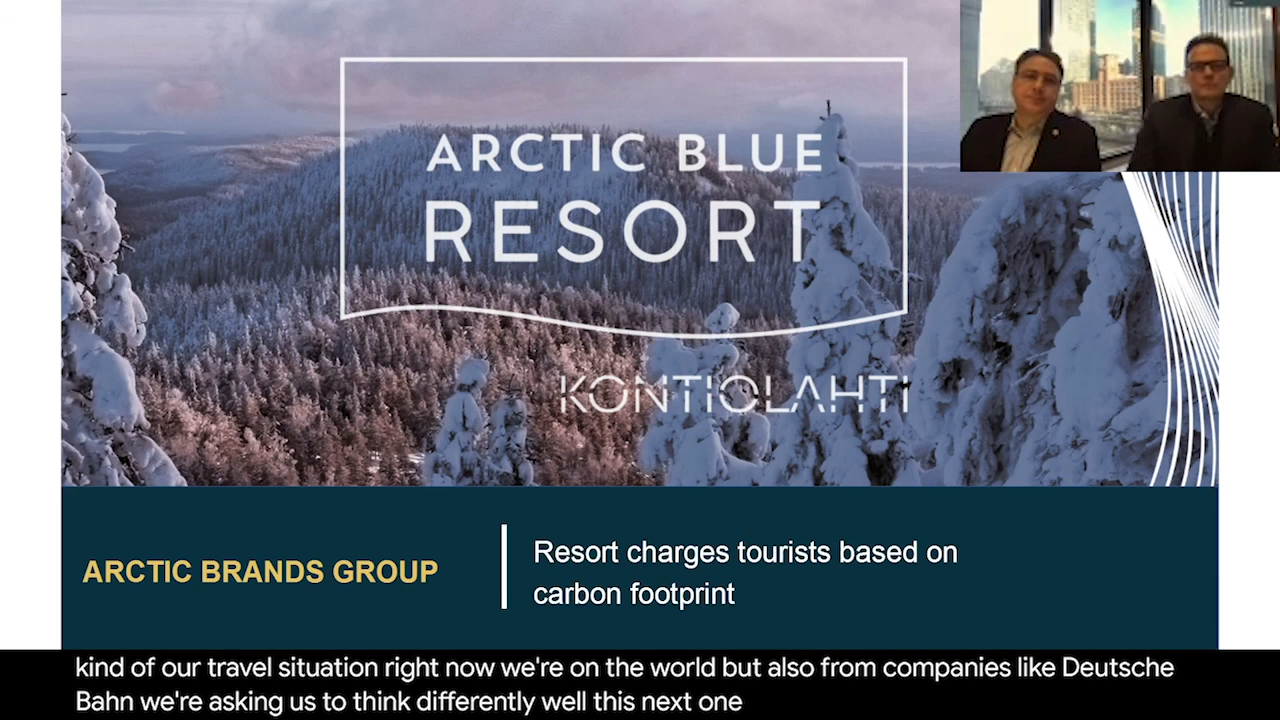 ARCTIC BLUE
RESORT
KONTIOLAHTI
ARCTIC BRANDS GROUP
Resort charges tourists based on
carbon footprint
kind of our travel situation right now we're on the world but also from companies like Deutsche
Bahn we're asking us to think differently well this next one